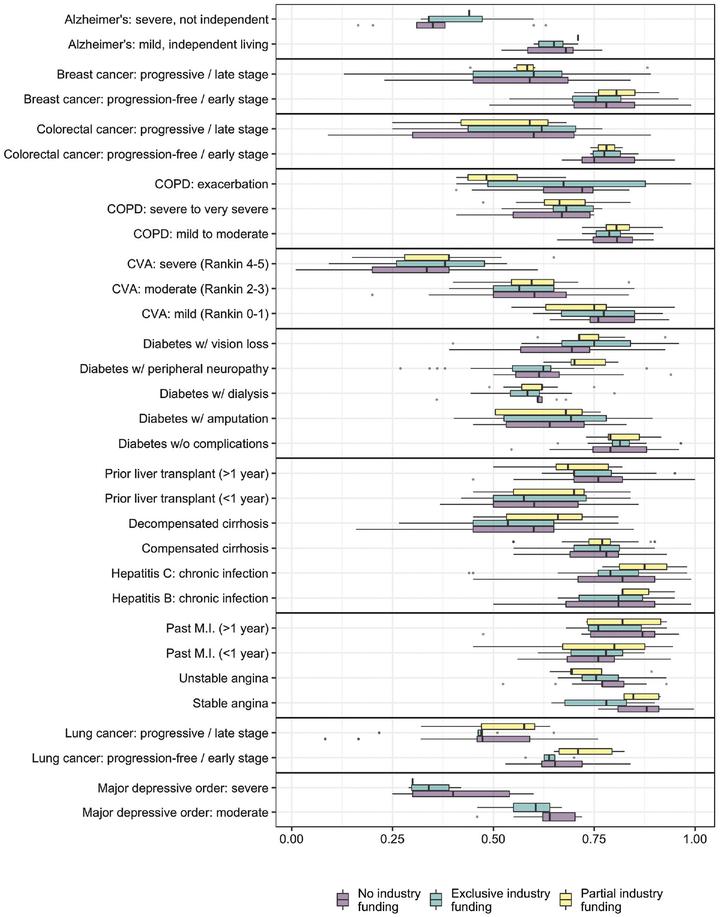 Alzheimer's: severe, not independent
Alzheimer's: mild, independent living
Breast cancer: progressive / late stage
Breast cancer: progression-free / early stage
Colorectal cancer: progressive / late stage
Colorectal cancer: progression-free / early stage
COPD: exacerbation
COPD: severe to very severe
COPD: mild to moderate
CVA: severe (Rankin 4-5)
CVA: moderate (Rankin 2-3)
CVA: mild (Rankin 0-1)
Diabetes w/ vision loss
Diabetes w/ peripheral neuropathy
Diabetes w/ dialysis
Diabetes w/ amputation
Diabetes w/o complications
Prior liver transplant (>1 year)
Prior liver transplant (<1 year)
Decompensated cirrhosis
Compensated cirrhosis
Hepatitis C: chronic infection
Hepatitis B: chronic infection
Past M.I. (>1 year)
Past M.I. (<1 year)
Unstable angina
Stable angina
Lung cancer: progressive / late stage
Lung cancer: progression-free / early stage
Major depressive order: severe
Major depressive order: moderate
0.00 0.25 0.50 0.75 1.00
No industry funding
Exclusive industry funding
Partial industry funding